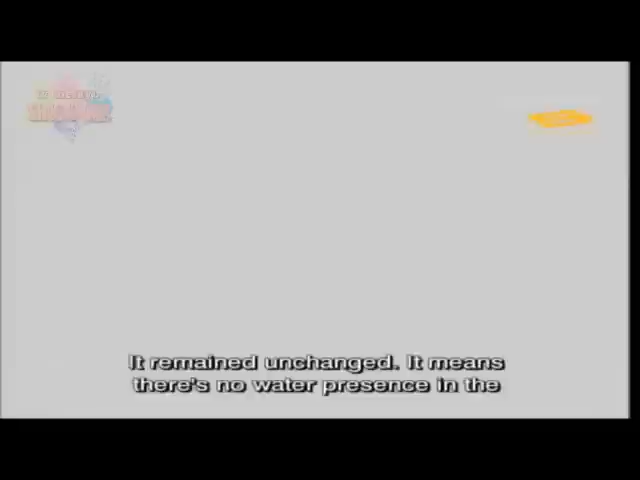 It remained unchanged. It means
there's no water presence in the